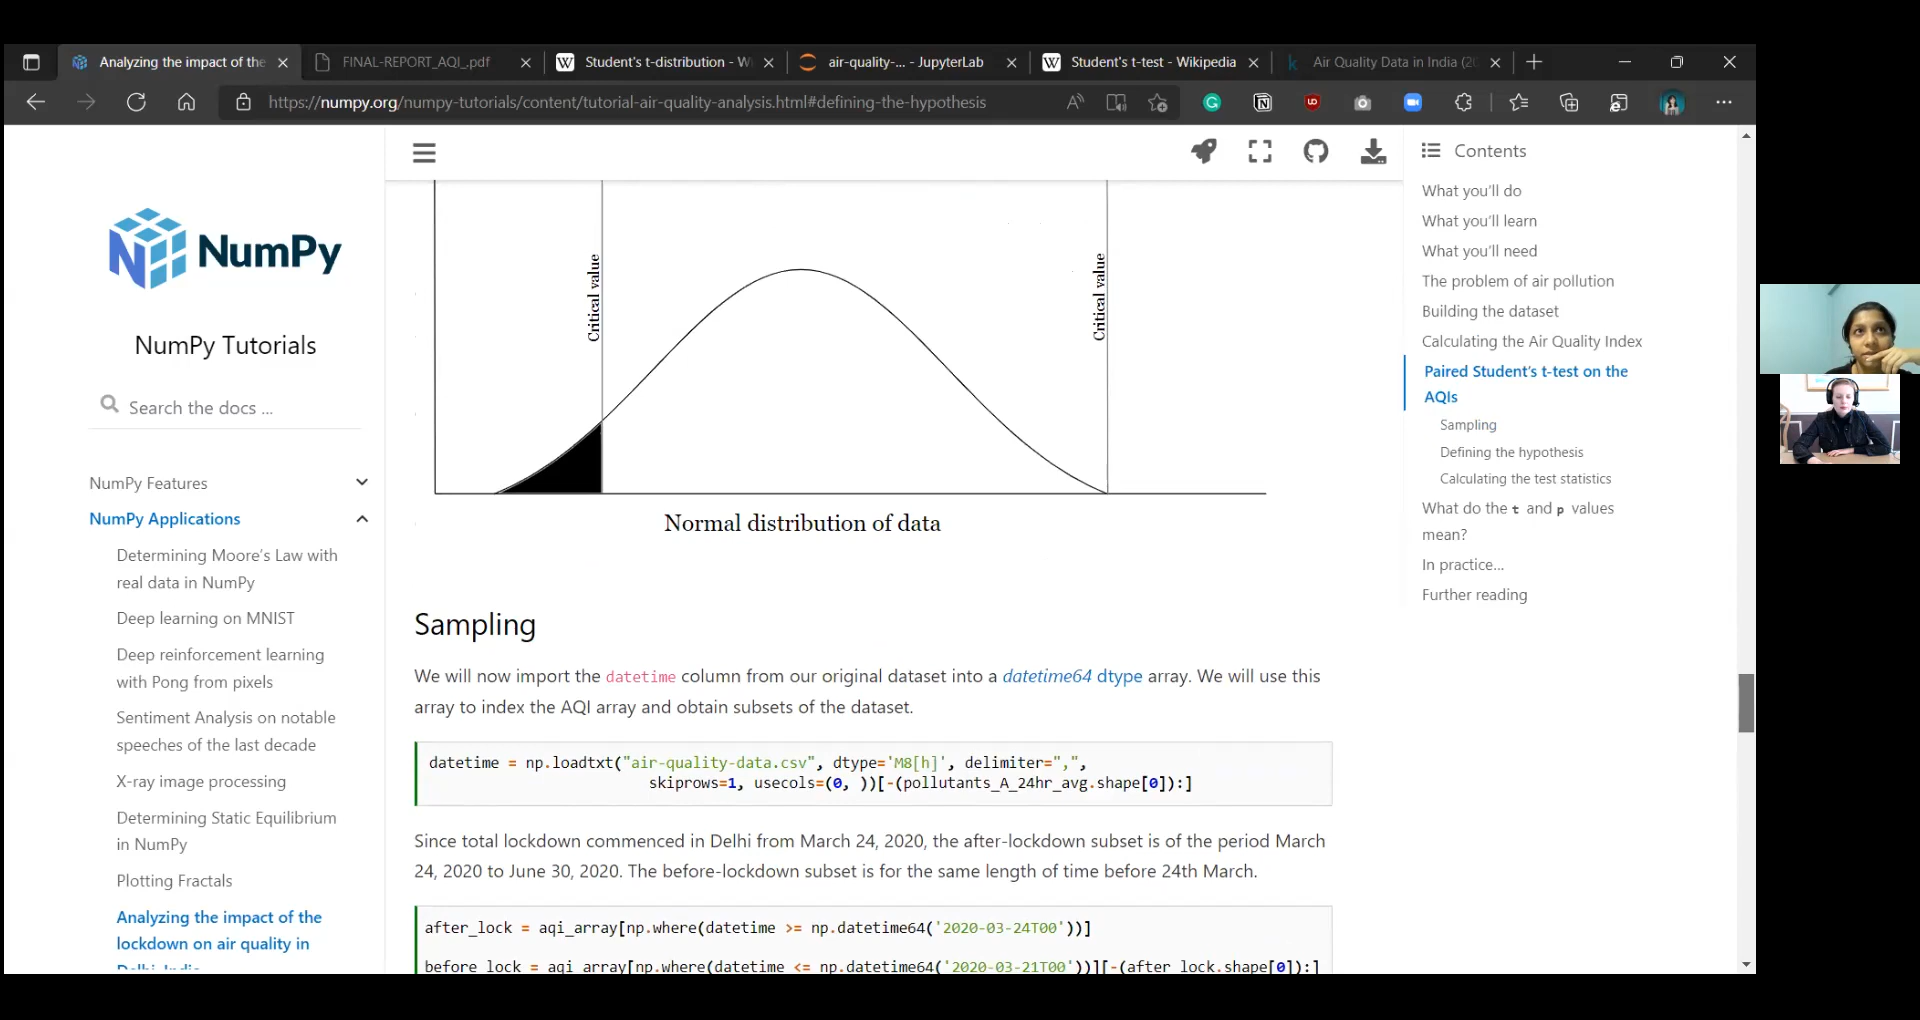 Analyzing the impact of the
FINAL-REPORT_AQI_.pdf
Student's t-distribution - W
air-quality-... - JupyterLab
Student's t-test - Wikipedia
Air Quality Data in India (20
https://numpy.org/numpy-tutorials/content/tutorial-air-quality-analysis.html#defining-the-hypothesis
NumPy
NumPy Tutorials
Search the docs ...
NumPy Features
NumPy Applications
Determining Moore's Law with
real data in NumPy
Deep learning on MNIST
Deep reinforcement learning
with Pong from pixels
Sentiment Analysis on notable
speeches of the last decade
X-ray image processing
Determining Static Equilibrium
in NumPy
Plotting Fractals
Analyzing the impact of the
lockdown on air quality in
Delhi, India
Critical value
Critical value
Normal distribution of data
Sampling
We will now import the datetime column from our original dataset into a datetime64 dtype array. We will use this
array to index the AQI array and obtain subsets of the dataset.
datetime = np.loadtxt("air-quality-data.csv", dtype='M8[h]', delimiter=",",
skiprows=1, usecols=(0, ))[-(pollutants_A_24hr_avg.shape[0]):]
Since total lockdown commenced in Delhi from March 24, 2020, the after-lockdown subset is of the period March
24, 2020 to June 30, 2020. The before-lockdown subset is for the same length of time before 24th March.
after_lock = aqi_array[np.where(datetime >= np.datetime64('2020-03-24T00'))]
before_lock = aqi_array[np.where(datetime <= np.datetime64('2020-03-21T00'))][-(after_lock.shape[0]):]
Contents
What you'll do
What you'll learn
What you'll need
The problem of air pollution
Building the dataset
Calculating the Air Quality Index
Paired Student's t-test on the
AQIs
Sampling
Defining the hypothesis
Calculating the test statistics
What do the t and p values
mean?
In practice...
Further reading